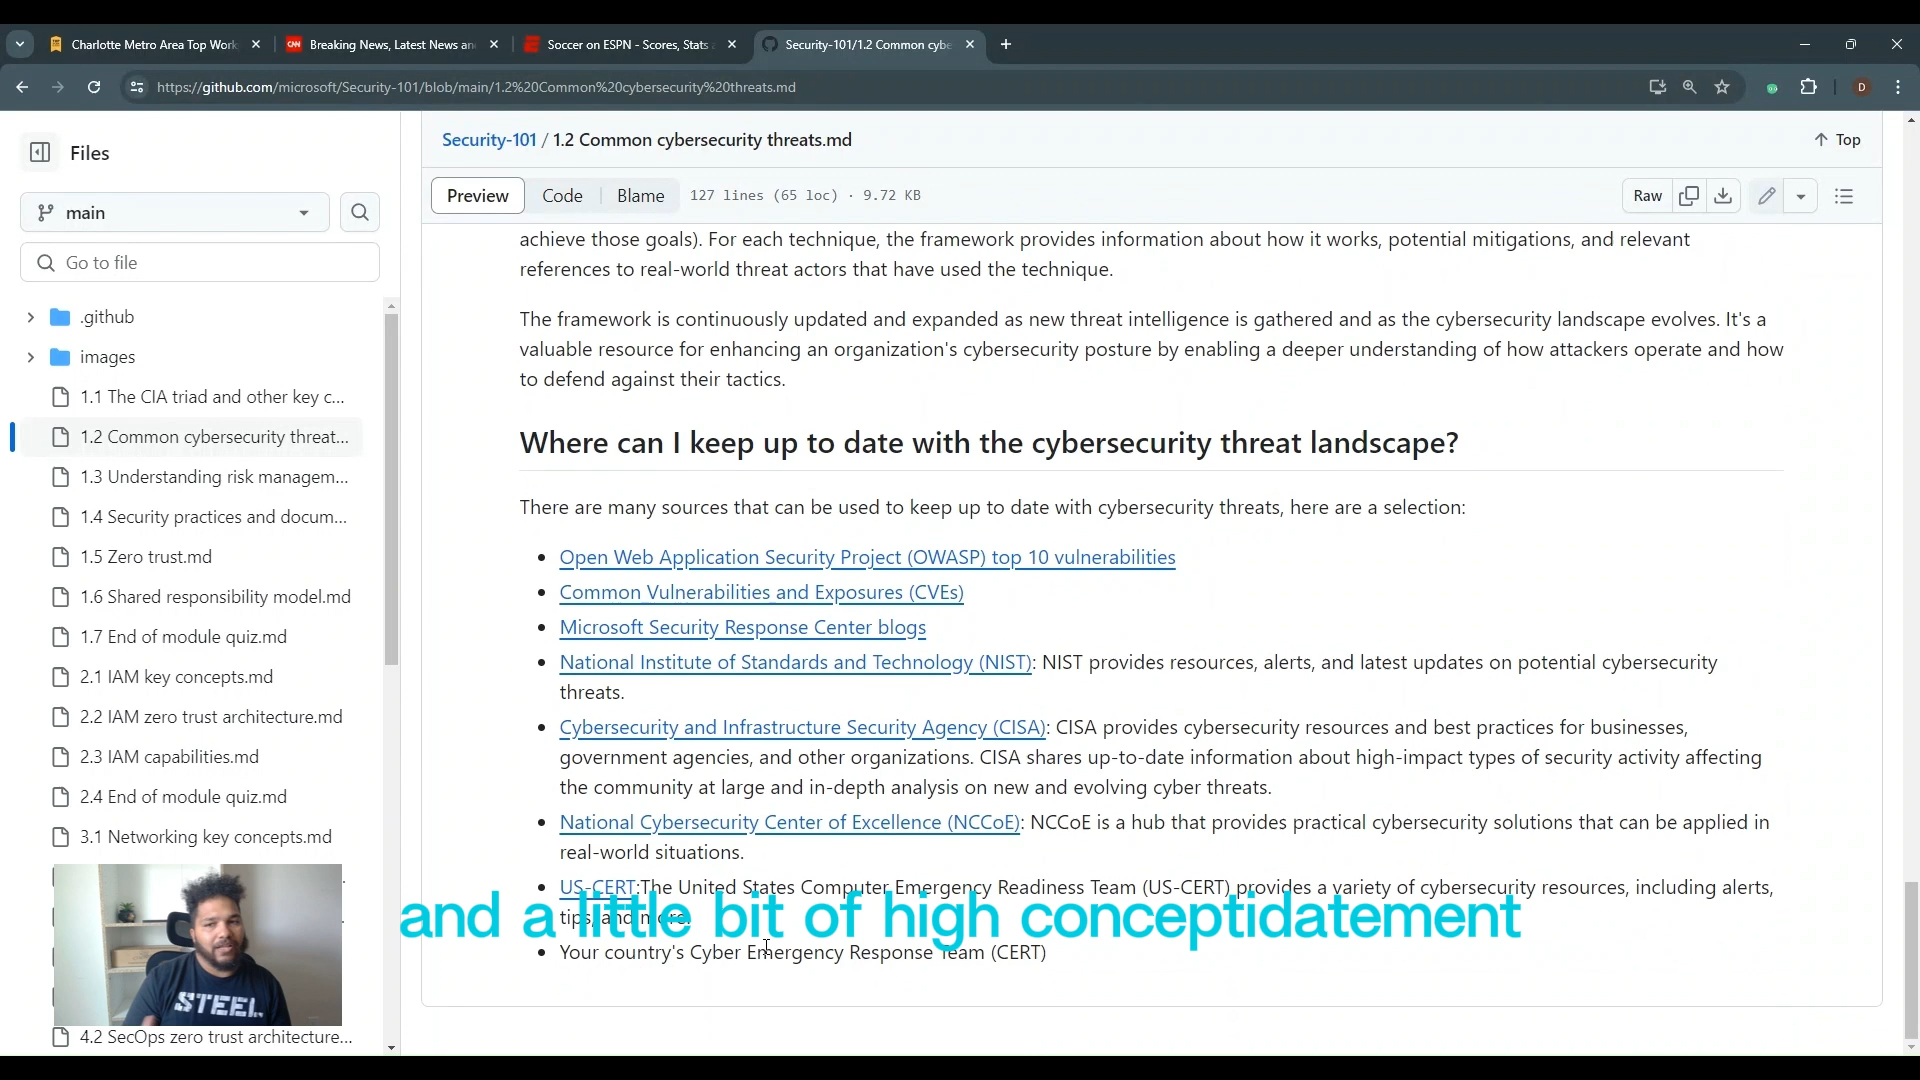 Charlotte Metro Area Top Work
Breaking News, Latest News an
Soccer on ESPN - Scores, Stats
Security-101/1.2 Common cybe
https://github.com/microsoft/Security-101/blob/main/1.2%20Common%20cybersecurity%20threats.md
D
Files
main
Go to file
.github
images
1.1 The CIA triad and other key c...
1.2 Common cybersecurity threat...
1.3 Understanding risk managem...
1.4 Security practices and docum...
1.5 Zero trust.md
1.6 Shared responsibility model.md
1.7 End of module quiz.md
2.1 IAM key concepts.md
2.2 IAM zero trust architecture.md
2.3 IAM capabilities.md
2.4 End of module quiz.md
3.1 Networking key concepts.md
STEEL
4.2 SecOps zero trust architecture...
Security-101 / 1.2 Common cybersecurity threats.md
Top
Preview Code Blame 127 lines (65 loc) · 9.72 KB
Raw
achieve those goals). For each technique, the framework provides information about how it works, potential mitigations, and relevant
references to real-world threat actors that have used the technique.
The framework is continuously updated and expanded as new threat intelligence is gathered and as the cybersecurity landscape evolves. It's a
valuable resource for enhancing an organization's cybersecurity posture by enabling a deeper understanding of how attackers operate and how
to defend against their tactics.
Where can I keep up to date with the cybersecurity threat landscape?
There are many sources that can be used to keep up to date with cybersecurity threats, here are a selection:
• Open Web Application Security Project (OWASP) top 10 vulnerabilities
• Common Vulnerabilities and Exposures (CVEs)
• Microsoft Security Response Center blogs
• National Institute of Standards and Technology (NIST): NIST provides resources, alerts, and latest updates on potential cybersecurity
threats.
• Cybersecurity and Infrastructure Security Agency (CISA): CISA provides cybersecurity resources and best practices for businesses,
government agencies, and other organizations. CISA shares up-to-date information about high-impact types of security activity affecting
the community at large and in-depth analysis on new and evolving cyber threats.
• National Cybersecurity Center of Excellence (NCCoE): NCCoE is a hub that provides practical cybersecurity solutions that can be applied in
real-world situations.
• US-CERT:The United States Computer Emergency Readiness Team (US-CERT) provides a variety of cybersecurity resources, including alerts,
tips, and more.
and a little bit of high conceptidatement
• Your country's Cyber Emergency Response Team (CERT)